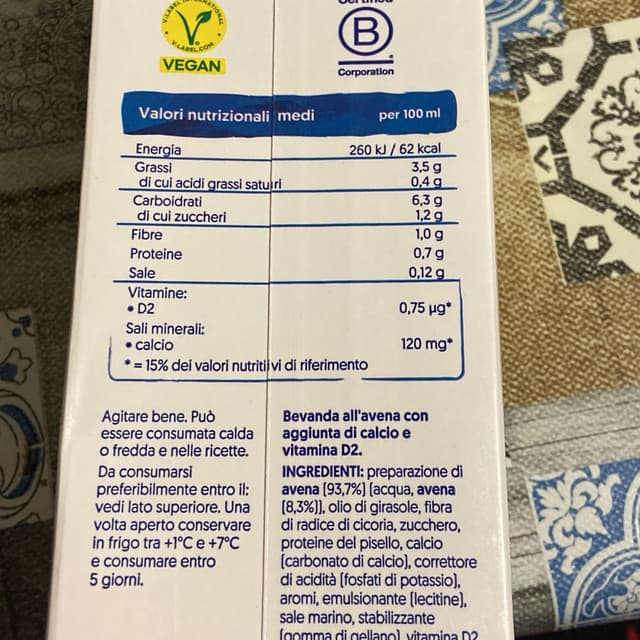 V-LABEL INTERNATIONAL
V-LABEL.COM
VEGAN
Certified
B
Corporation
Valori nutrizionali medi per 100 ml
Energia 260 kJ / 62 kcal
Grassi 3,5 g
di cui acidi grassi saturi 0,4 g
Carboidrati 6,3 g
di cui zuccheri 1,2 g
Fibre 1,0 g
Proteine 0,7 g
Sale 0,12 g
Vitamine:
• D2 0,75 µg*
Sali minerali:
• calcio 120 mg*
* = 15% dei valori nutritivi di riferimento
Agitare bene. Può
essere consumata calda
o fredda e nelle ricette.
Da consumarsi
preferibilmente entro il:
vedi lato superiore. Una
volta aperto conservare
in frigo tra +1°C e +7°C
e consumare entro
5 giorni.
Bevanda all'avena con
aggiunta di calcio e
vitamina D2.
INGREDIENTI: preparazione di
avena (93,7%) (acqua, avena
(8,3%)), olio di girasole, fibra
di radice di cicoria, zucchero,
proteine del pisello, calcio
(carbonato di calcio), correttore
di acidità (fosfati di potassio),
aromi, emulsionante (lecitine),
sale marino, stabilizzante
(gomma di gellano), vitamina D2